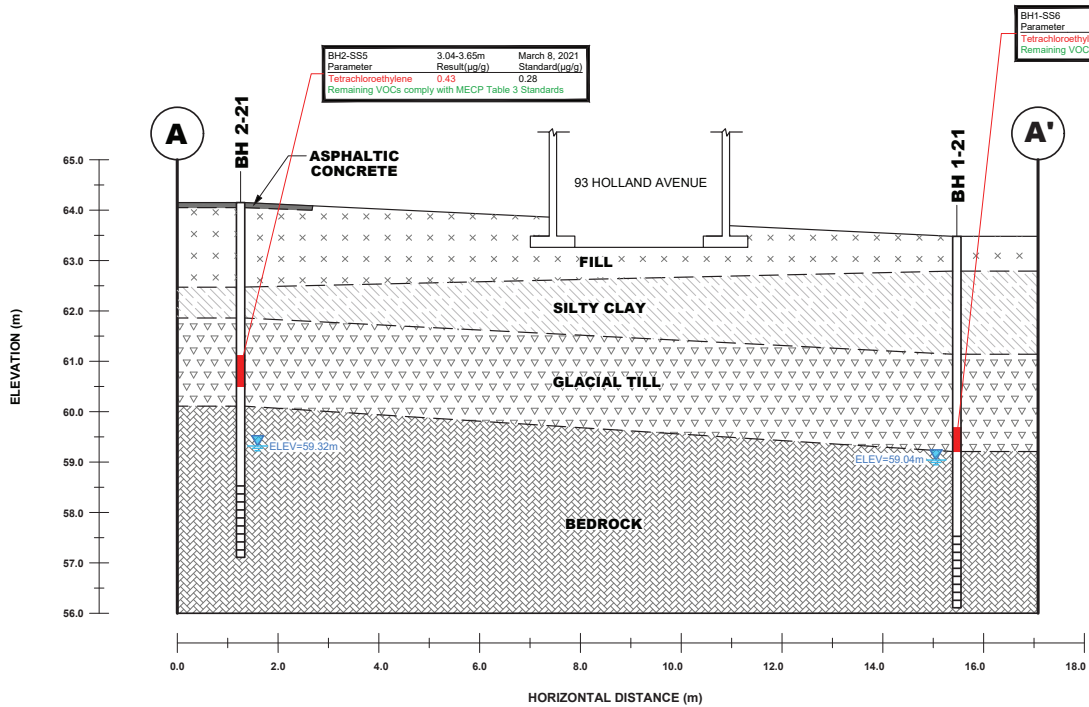 BH1-SS6
Parameter
Tetrachloroethyl
Remaining VOC
BH2-SS5 3.04-3.65m March 8, 2021
Parameter Result(µg/g) Standard(µg/g)
Tetrachloroethylene 0.43 0.28
Remaining VOCs comply with MECP Table 3 Standards
A
BH 2-21
ASPHALTIC
CONCRETE
93 HOLLAND AVENUE
BH 1-21
A'
65.0
64.0
63.0
62.0
61.0
60.0
59.0
58.0
57.0
56.0
ELEVATION (m)
FILL
SILTY CLAY
GLACIAL TILL
ELEV=59.32m
ELEV=59.04m
BEDROCK
0.0 2.0 4.0 6.0 8.0 10.0 12.0 14.0 16.0 18.0
HORIZONTAL DISTANCE (m)